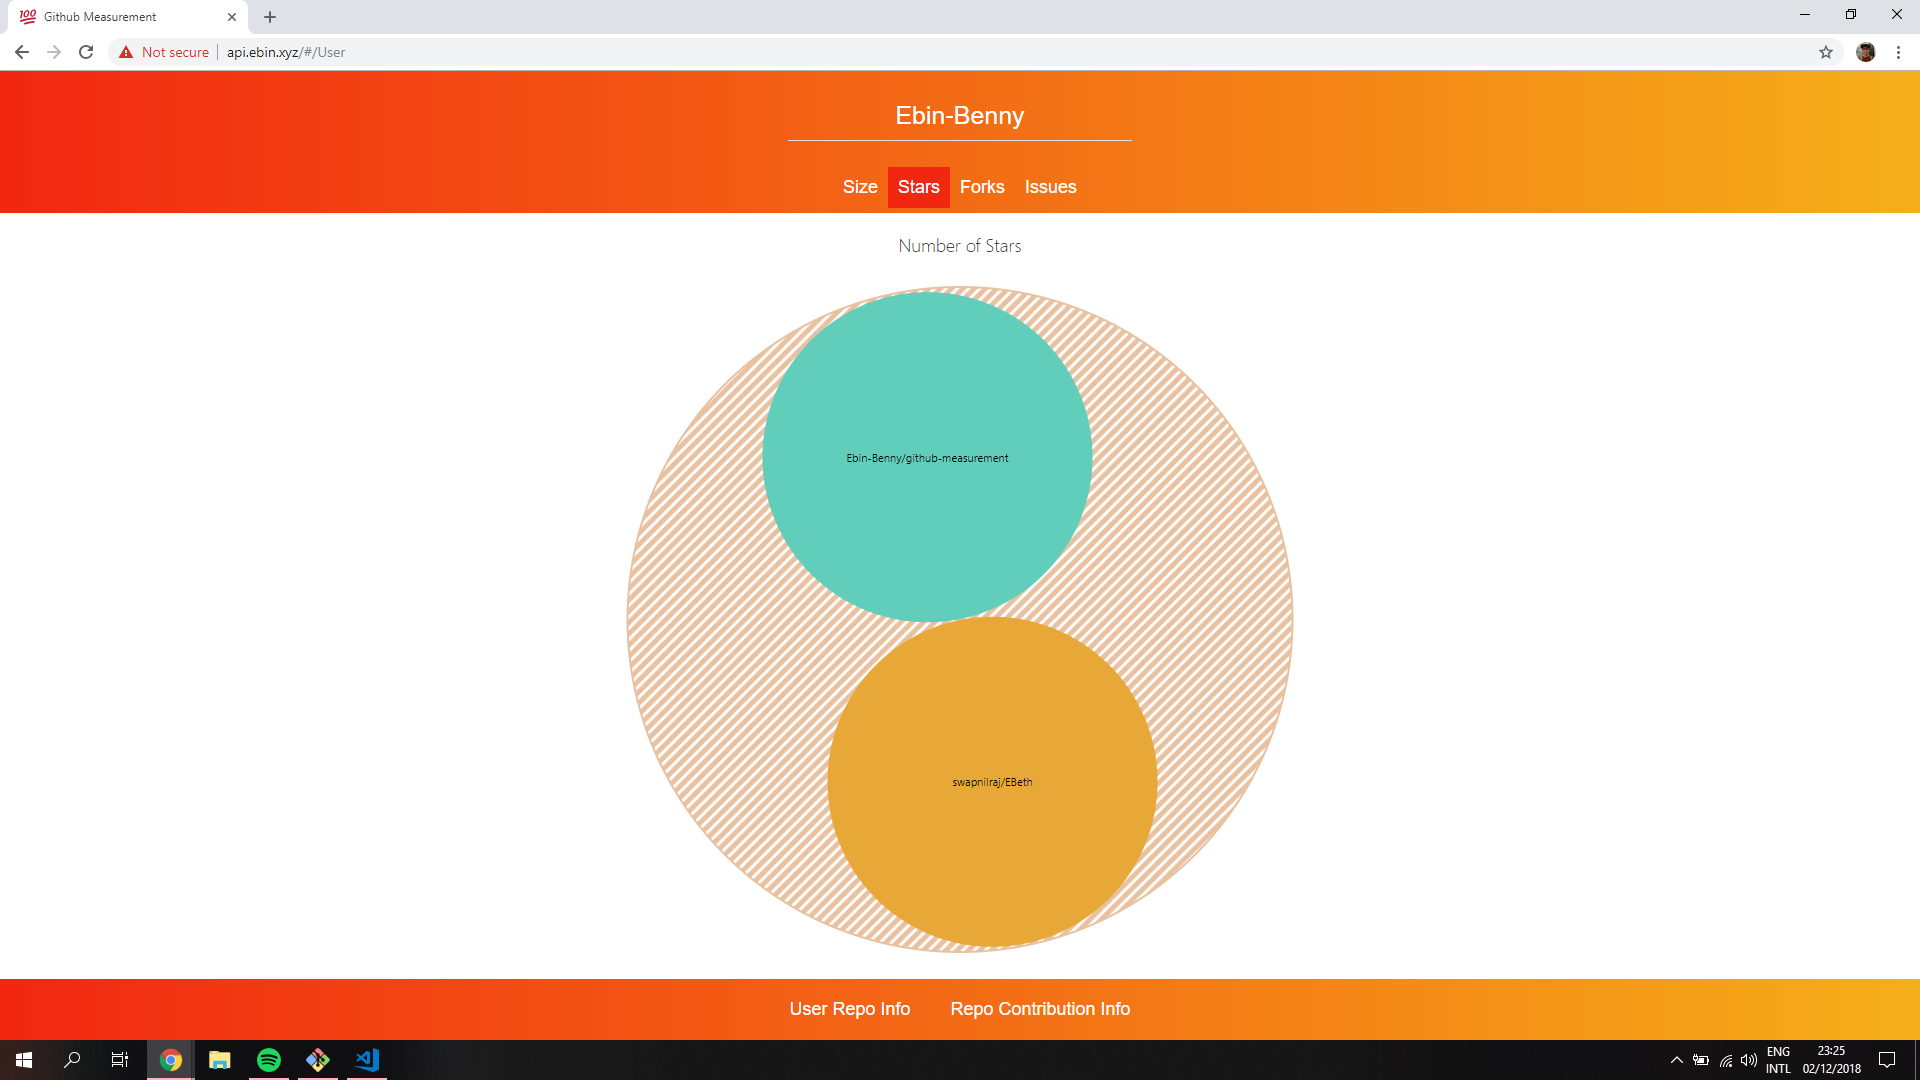 Github Measurement
Not secure
api.ebin.xyz/#/User
Ebin-Benny
Size Stars Forks Issues
Number of Stars
Ebin-Benny/github-measurement
swapnilraj/EBeth
User Repo Info Repo Contribution Info
ENG 23:25
INTL 02/12/2018